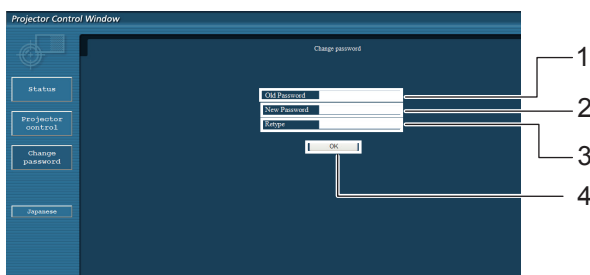 Projector Control Window
Change password
Status
Projector
control
Change
password
Japanese
Old Password
New Password
Retype
OK
1
2
3
4